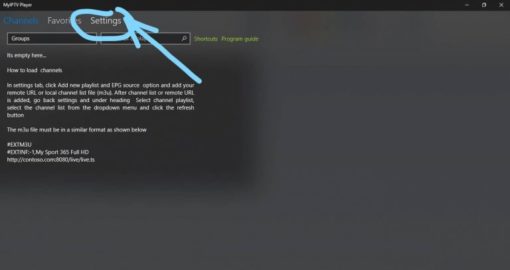 MyIPTV Player
Channels Favorites Settings
Groups
Shortcuts Program guide
Its empty here...
How to load channels
In settings tab, click Add new playlist and EPG source option and add your
remote URL or local channel list file (m3u). After channel list or remote URL
is added, go back settings and under heading Select channel playlist,
select the channel list from the dropdown menu and click the refresh
button
The m3u file must be in a similar format as shown below
#EXTM3U
#EXTINF:-1,My Sport 365 Full HD
http://contoso.com:8080/live/live.ts